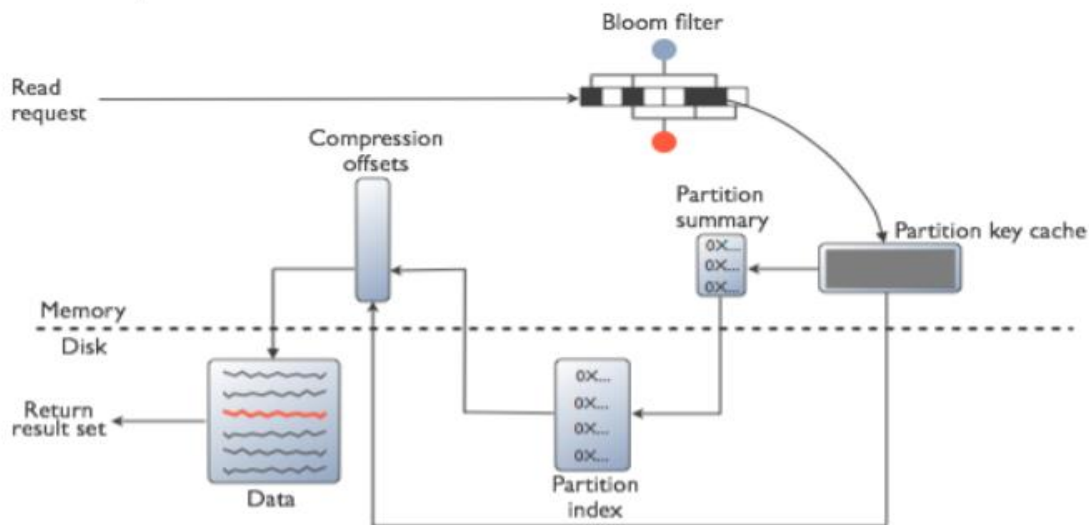 Bloom filter
Read
request
Compression
offsets
Partition
summary
Partition key cache
0X...
0X...
0X...
Memory
Disk
0X...
0X...
0X...
0X...
Return
result set
Data
Partition
index